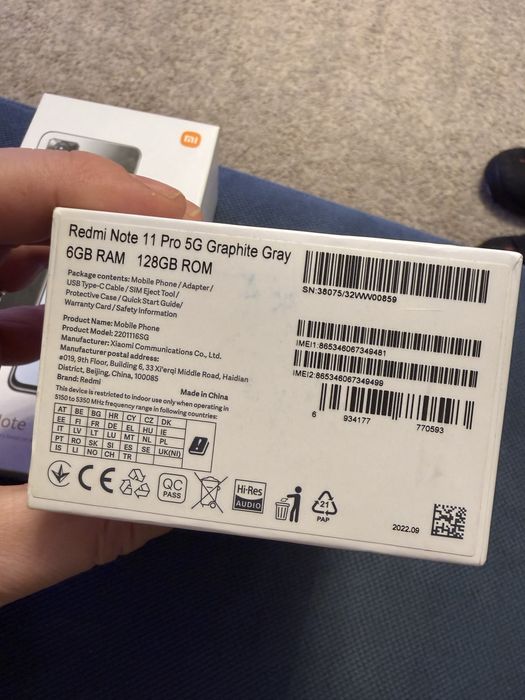 Redmi Note 11 Pro 5G Graphite Gray
6GB RAM 128GB ROM
Package contents: Mobile Phone / Adapter /
USB Type-C Cable / SIM Eject Tool /
Protective Case / Quick Start Guide /
Warranty Card / Safety Information
Product Name: Mobile Phone
Product Model: 2201116SG
Manufacturer: Xiaomi Communications Co., Ltd.
Manufacturer postal address:
#019, 9th Floor, Building 6, 33 Xi'erqi Middle Road, Haidian
District, Beijing, China, 100085
Brand: Redmi
Made in China
This device is restricted to indoor use only when operating in
5150 to 5350 MHz frequency range in following countries:
AT BE BG HR CY CZ DK
EE FI FR DE EL HU IE
IT LV LT LU MT NL PL
PT RO SK SI ES SE UK(NI)
IS LI NO CH TR
SN:38075/32WW00859
IMEI1:865346067349481
IMEI2:865346067349499
6 934177 770593
CE
QC
PASS
Hi-Res
AUDIO
21
PAP
2022.09
mi
Note